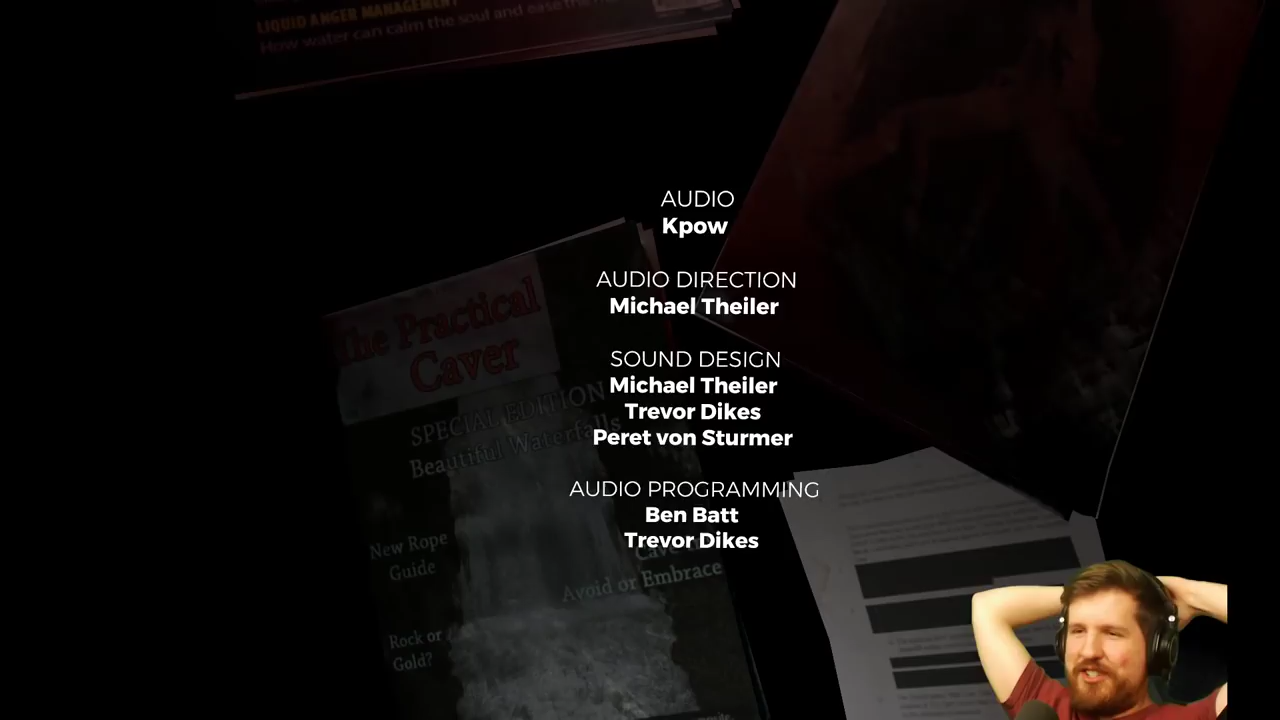 LIQUID ANGER MANAGEMENT
How water can calm the soul and ease the
AUDIO
Kpow
AUDIO DIRECTION
Michael Theiler
SOUND DESIGN
Michael Theiler
Trevor Dikes
Peret von Sturmer
AUDIO PROGRAMMING
Ben Batt
Trevor Dikes
The Practical
Caver
SPECIAL EDITION
Beautiful Waterfalls
New Rope
Guide
Avoid or Embrace
Rock or
Gold?